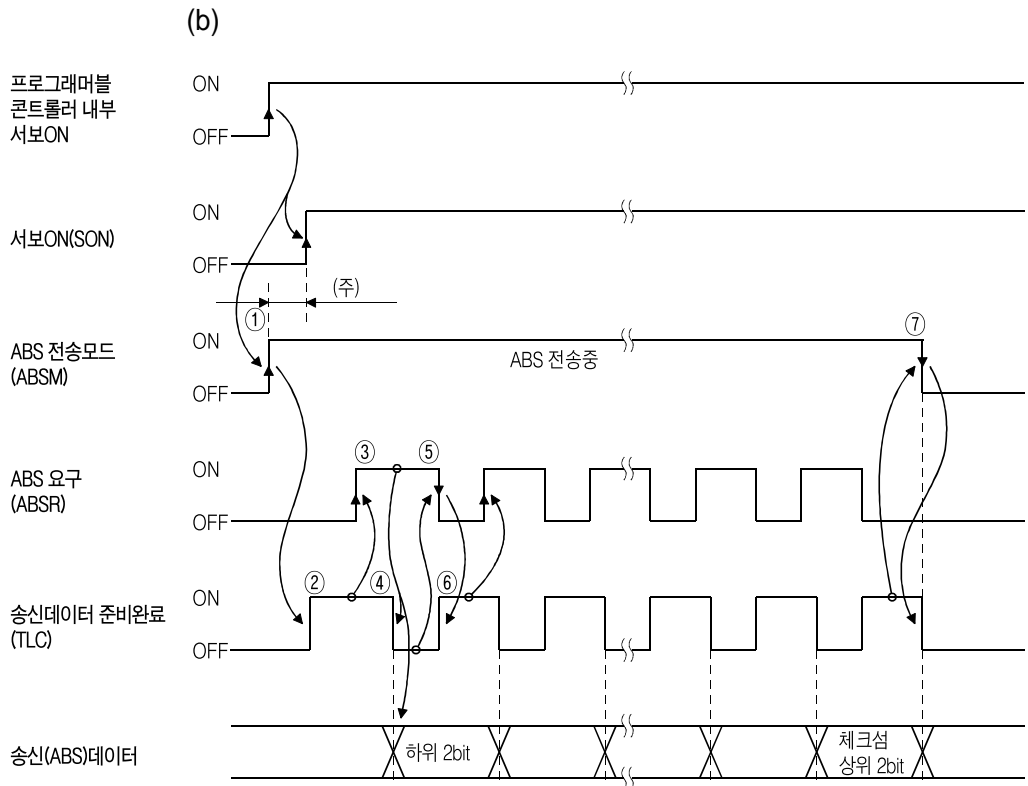 (b)
프로그래머블
콘트롤러 내부
서보ON
ON
OFF
서보ON(SON)
ON
OFF
(주)
①
ABS 전송모드
(ABSM)
ON
OFF
ABS 전송중
⑦
ABS 요구
(ABSR)
ON
OFF
③
⑤
송신데이터 준비완료
(TLC)
ON
OFF
②
④
⑥
송신(ABS)데이터
하위 2bit
체크섬
상위 2bit